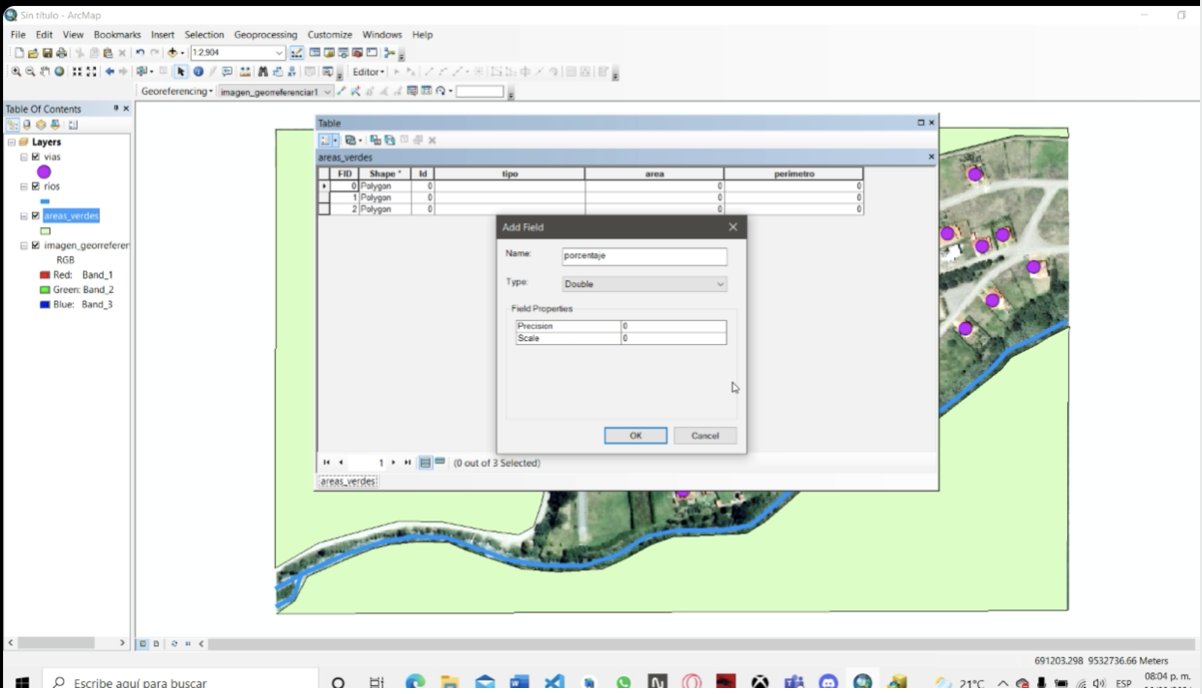 Sin título - ArcMap
File Edit View Bookmarks Insert Selection Geoprocessing Customize Windows Help
1:2,904
Editor
Georeferencing imagen_georreferenciar1
Table Of Contents
Layers
vias
rios
areas_verdes
imagen_georreferen
RGB
Red: Band_1
Green: Band_2
Blue: Band_3
Table
areas_verdes
FID Shape * Id tipo area perimetro
0 Polygon 0 0 0
1 Polygon 0 0 0
2 Polygon 0 0 0
Add Field
Name: porcentaje
Type: Double
Field Properties
Precision 0
Scale 0
OK Cancel
1 (0 out of 3 Selected)
areas_verdes
691203.298 9532736.66 Meters
Escribe aquí para buscar
21°C ESP 08:04 p. m.